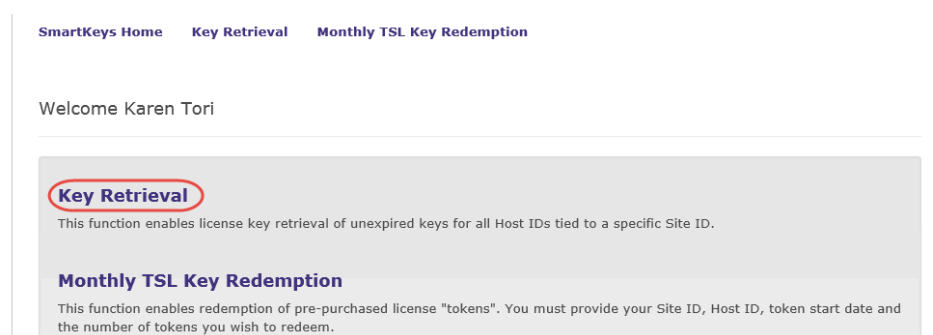 SmartKeys Home Key Retrieval Monthly TSL Key Redemption
Welcome Karen Tori
Key Retrieval
This function enables license key retrieval of unexpired keys for all Host IDs tied to a specific Site ID.
Monthly TSL Key Redemption
This function enables redemption of pre-purchased license "tokens". You must provide your Site ID, Host ID, token start date and
the number of tokens you wish to redeem.